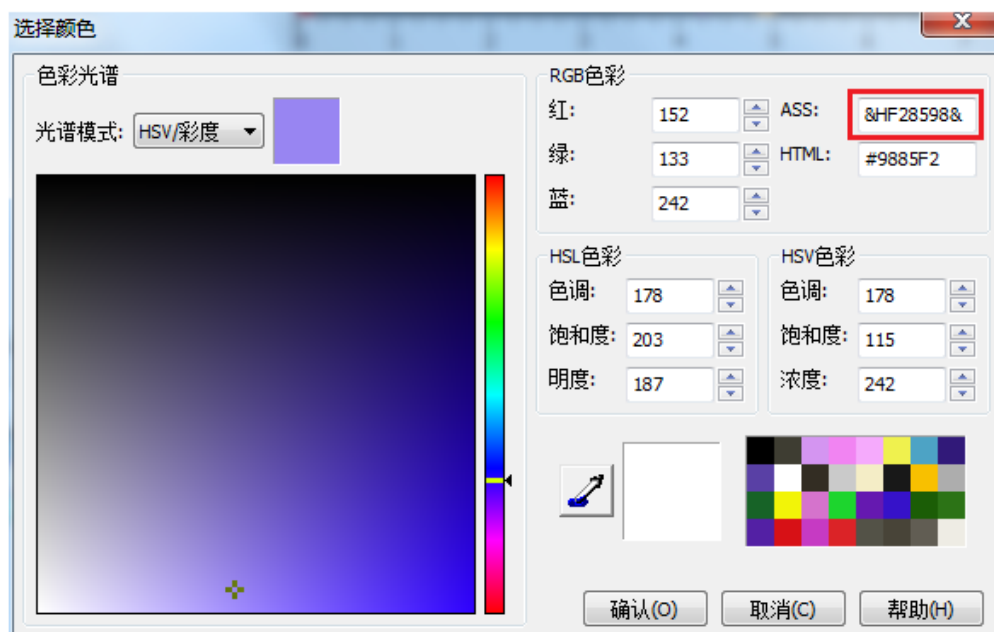 选择颜色
X
色彩光谱
光谱模式: HSV/彩度
RGB色彩
红: 152 ASS: &HF28598&
绿: 133 HTML: #9885F2
蓝: 242
HSL色彩
色调: 178
饱和度: 203
明度: 187
HSV色彩
色调: 178
饱和度: 115
浓度: 242
确认(O) 取消(C) 帮助(H)